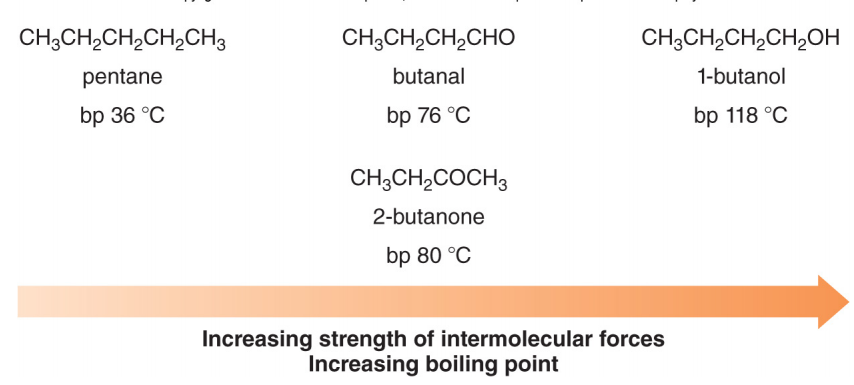 CH₃CH₂CH₂CH₂CH₃ CH₃CH₂CH₂CHO CH₃CH₂CH₂CH₂OH
pentane butanal 1-butanol
bp 36 °C bp 76 °C bp 118 °C
CH₃CH₂COCH₃
2-butanone
bp 80 °C
Increasing strength of intermolecular forces
Increasing boiling point